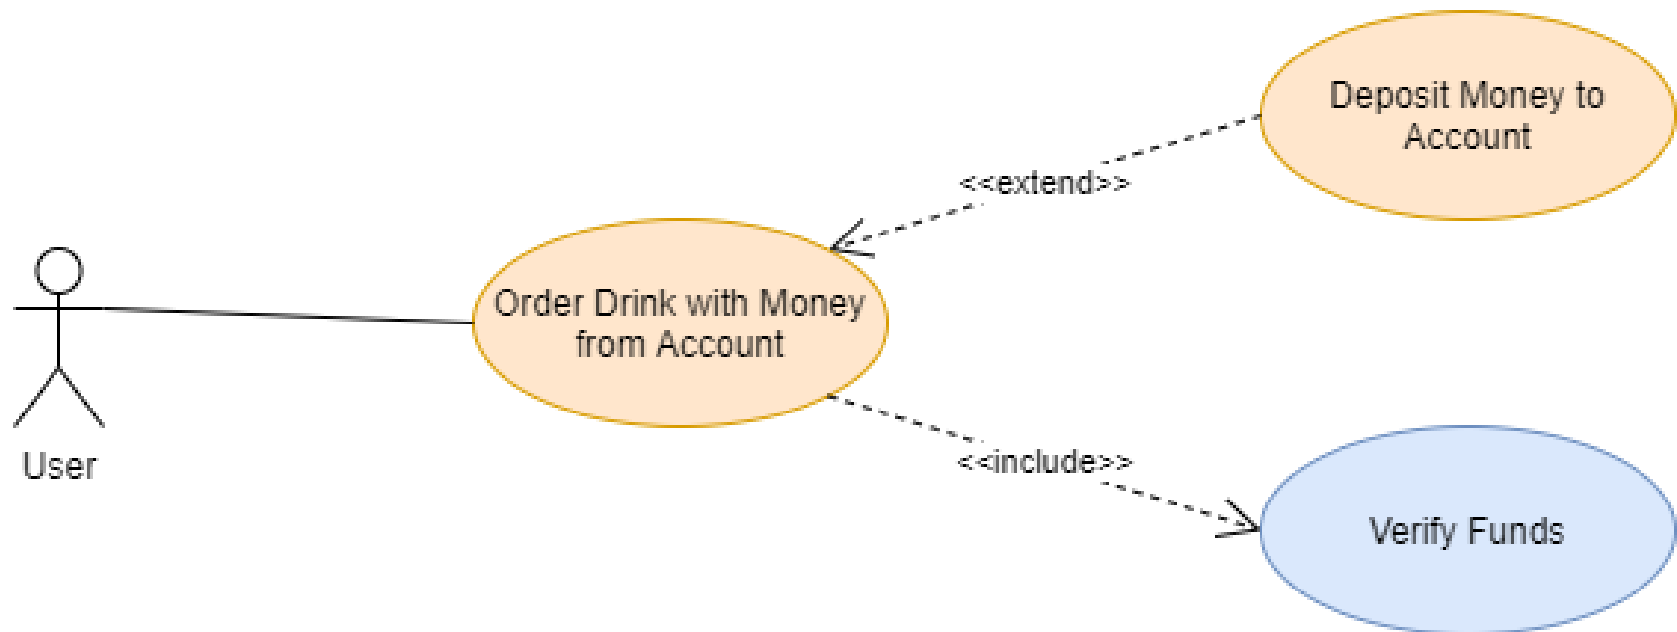 Deposit Money to
Account
<<extend>>
Order Drink with Money
from Account
User
<<include>>
Verify Funds